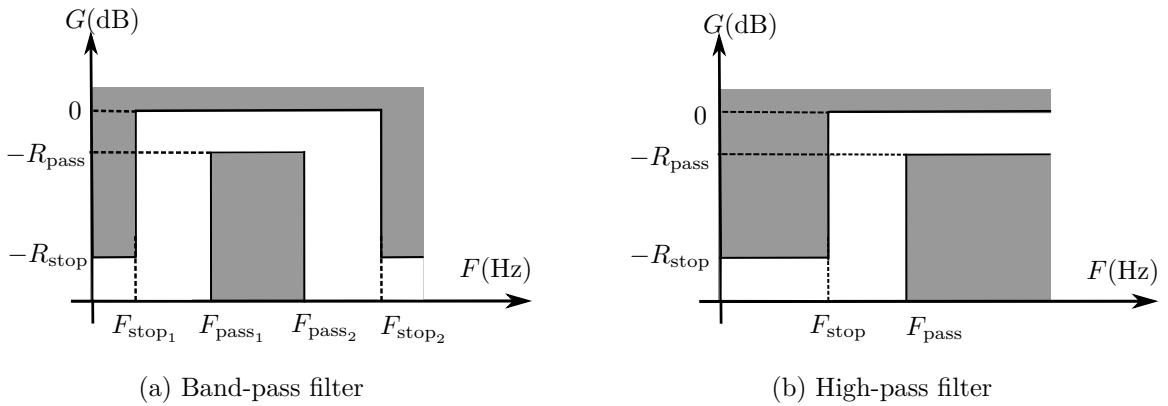 G(dB)
0
−R_pass
−R_stop
F(Hz)
F_stop₁ F_pass₁ F_pass₂ F_stop₂
(a) Band-pass filter
G(dB)
0
−R_pass
−R_stop
F(Hz)
F_stop F_pass
(b) High-pass filter